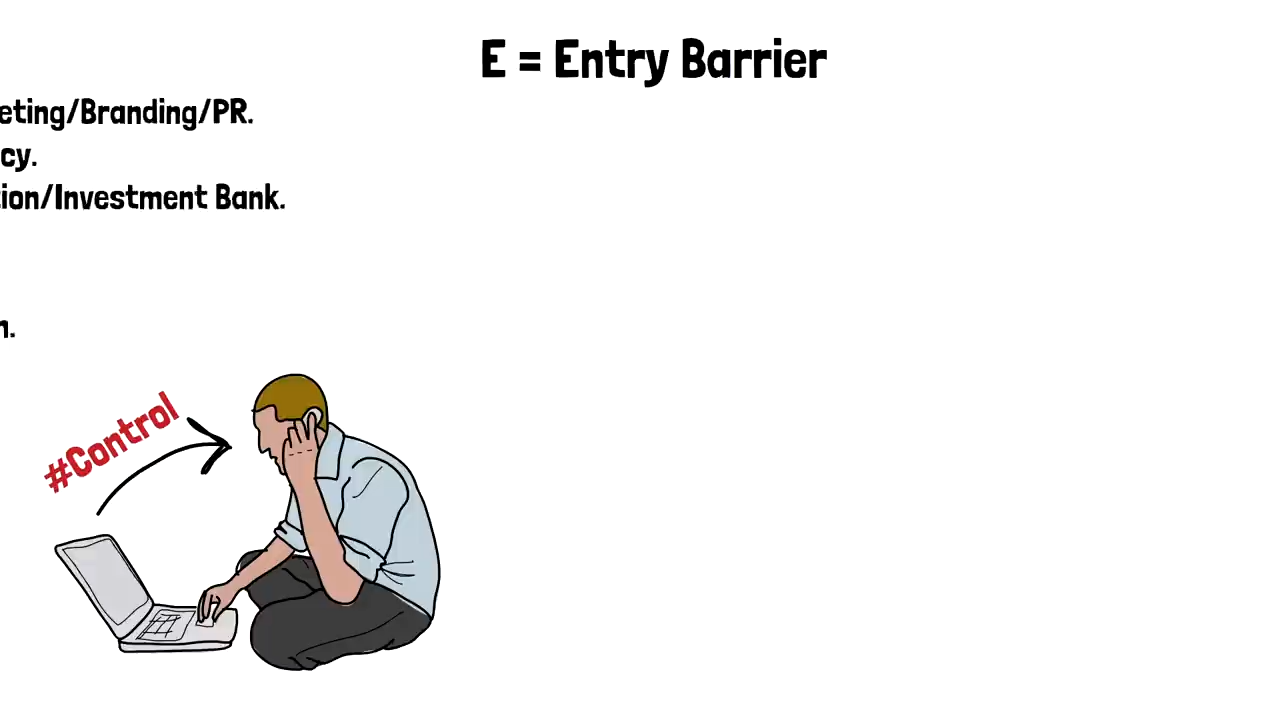 E = Entry Barrier
eting/Branding/PR.
cy.
tion/Investment Bank.
n.
#Control